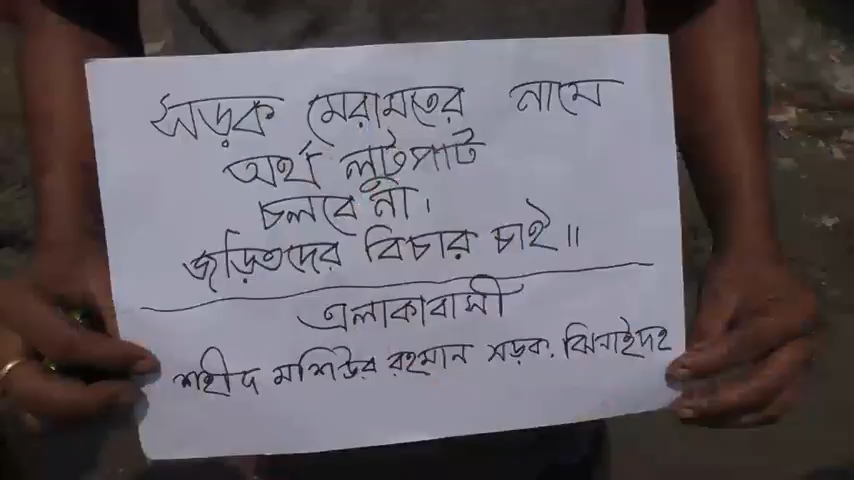 সড়ক মেরামতের নামে
অর্থ লুটপাট
চলবে না।
জড়িতদের বিচার চাই॥
এলাকাবাসী
শহীদ মশিউর রহমান সড়ক. ঝিনাইদহ